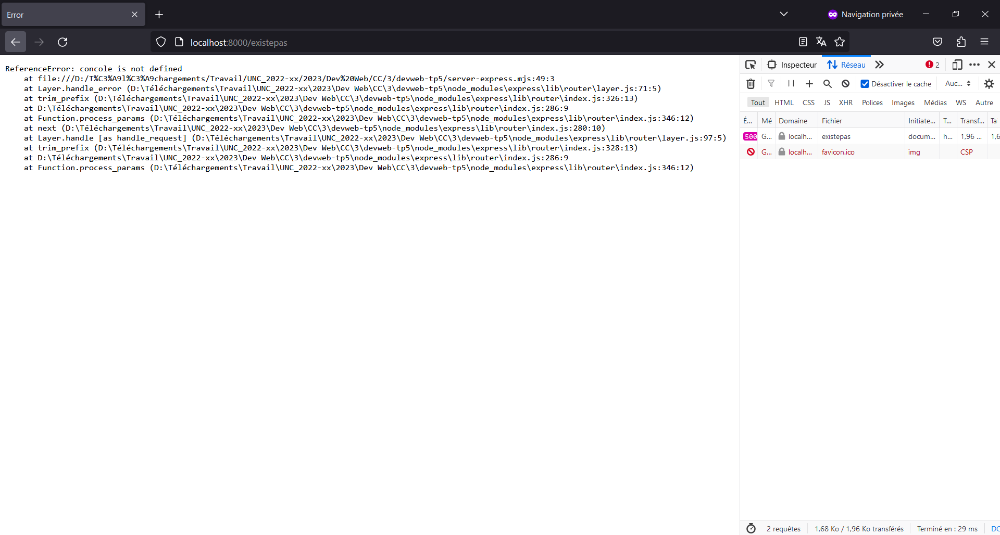 Error
Navigation privée
localhost:8000/existepas
ReferenceError: concole is not defined
at file:///D:/T%C3%A9l%C3%A9chargements/Travail/UNC_2022-xx/2023/Dev%20Web/CC/3/devweb-tp5/server-express.mjs:49:3
at Layer.handle_error (D:\Téléchargements\Travail\UNC_2022-xx\2023\Dev Web\CC\3\devweb-tp5\node_modules\express\lib\router\layer.js:71:5)
at trim_prefix (D:\Téléchargements\Travail\UNC_2022-xx\2023\Dev Web\CC\3\devweb-tp5\node_modules\express\lib\router\index.js:326:13)
at D:\Téléchargements\Travail\UNC_2022-xx\2023\Dev Web\CC\3\devweb-tp5\node_modules\express\lib\router\index.js:286:9
at Function.process_params (D:\Téléchargements\Travail\UNC_2022-xx\2023\Dev Web\CC\3\devweb-tp5\node_modules\express\lib\router\index.js:346:12)
at next (D:\Téléchargements\Travail\UNC_2022-xx\2023\Dev Web\CC\3\devweb-tp5\node_modules\express\lib\router\index.js:280:10)
at Layer.handle [as handle_request] (D:\Téléchargements\Travail\UNC_2022-xx\2023\Dev Web\CC\3\devweb-tp5\node_modules\express\lib\router\layer.js:97:5)
at trim_prefix (D:\Téléchargements\Travail\UNC_2022-xx\2023\Dev Web\CC\3\devweb-tp5\node_modules\express\lib\router\index.js:328:13)
at D:\Téléchargements\Travail\UNC_2022-xx\2023\Dev Web\CC\3\devweb-tp5\node_modules\express\lib\router\index.js:286:9
at Function.process_params (D:\Téléchargements\Travail\UNC_2022-xx\2023\Dev Web\CC\3\devweb-tp5\node_modules\express\lib\router\index.js:346:12)
Inspecteur Réseau 2
Désactiver le cache Auc...
Tout HTML CSS JS XHR Polices Images Médias WS Autre
É... Mé Domaine Fichier Initiate... T... Transf... Ta
500 G... localh... existepas docum... h... 1,96 ... 1,6
G... localh... favicon.ico img CSP
2 requêtes 1,68 Ko / 1,96 Ko transférés Terminé en : 29 ms DC